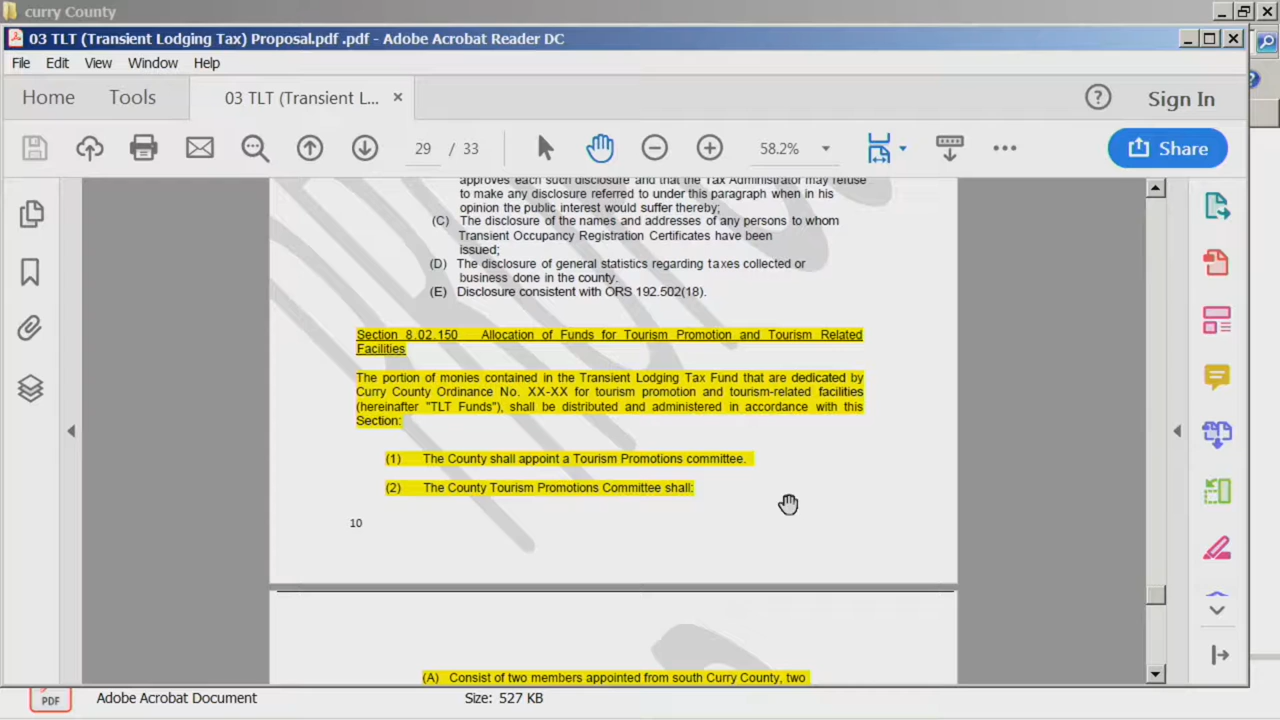 curry County
03 TLT (Transient Lodging Tax) Proposal.pdf .pdf - Adobe Acrobat Reader DC
File Edit View Window Help
Home Tools 03 TLT (Transient L... Sign In
29 / 33 58.2% Share
approves each such disclosure and that the Tax Administrator may refuse
to make any disclosure referred to under this paragraph when in his
opinion the public interest would suffer thereby;
(C) The disclosure of the names and addresses of any persons to whom
Transient Occupancy Registration Certificates have been
issued;
(D) The disclosure of general statistics regarding taxes collected or
business done in the county.
(E) Disclosure consistent with ORS 192.502(18).
Section 8.02.150 Allocation of Funds for Tourism Promotion and Tourism Related
Facilities
The portion of monies contained in the Transient Lodging Tax Fund that are dedicated by
Curry County Ordinance No. XX-XX for tourism promotion and tourism-related facilities
(hereinafter "TLT Funds"), shall be distributed and administered in accordance with this
Section:
(1) The County shall appoint a Tourism Promotions committee.
(2) The County Tourism Promotions Committee shall:
10
(A) Consist of two members appointed from south Curry County, two
PDF Adobe Acrobat Document Size: 527 KB